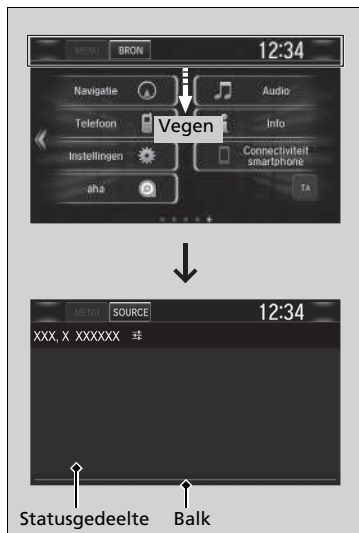 MENU BRON 12:34
Navigatie Audio
Telefoon Info
Vegen
Instellingen Connectiviteit smartphone
aha TA
MENU SOURCE 12:34
XXX, X XXXXXX
Statusgedeelte Balk